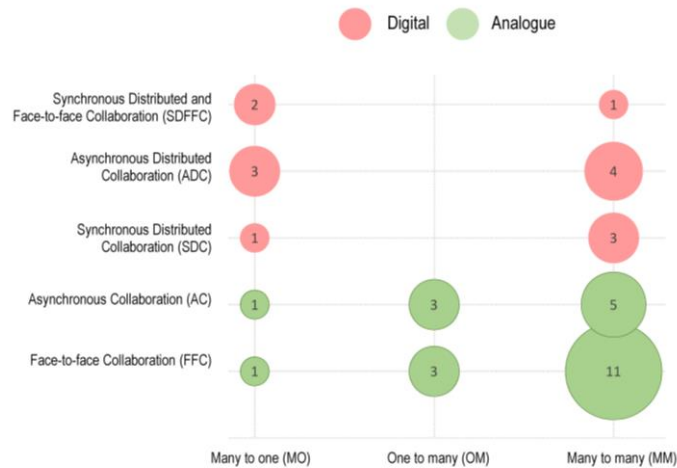 Digital
Analogue
Synchronous Distributed and
Face-to-face Collaboration (SDFFC)
2
1
Asynchronous Distributed
Collaboration (ADC)
3
4
Synchronous Distributed
Collaboration (SDC)
1
3
Asynchronous Collaboration (AC)
1
3
5
Face-to-face Collaboration (FFC)
1
3
11
Many to one (MO)
One to many (OM)
Many to many (MM)